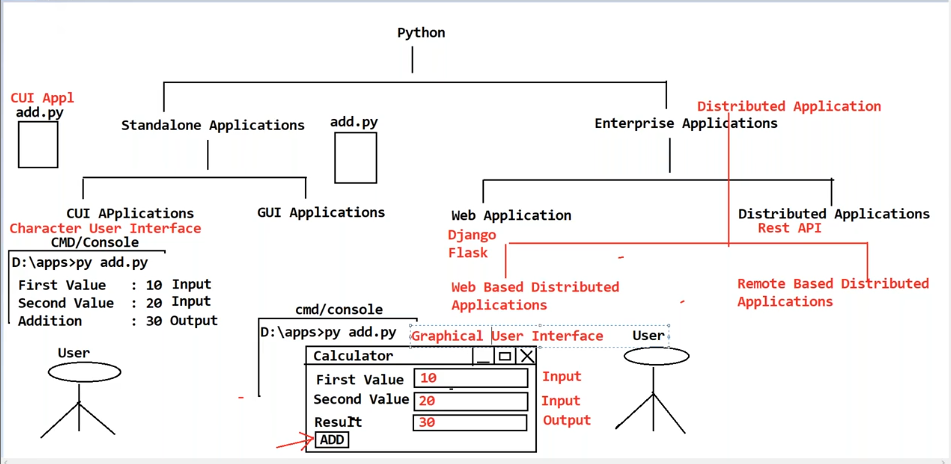 Python
CUI Appl
add.py
Standalone Applications
add.py
Distributed Application
Enterprise Applications
CUI APplications
Character User Interface
CMD/Console
D:\apps>py add.py
First Value : 10 Input
Second Value : 20 Input
Addition : 30 Output
User
GUI Applications
Web Application
Django
Flask
Distributed Applications
Rest API
Web Based Distributed
Applications
Remote Based Distributed
Applications
cmd/console
D:\apps>py add.py
Graphical User Interface
Calculator
First Value 10 Input
Second Value 20 Input
Result 30 Output
ADD
User